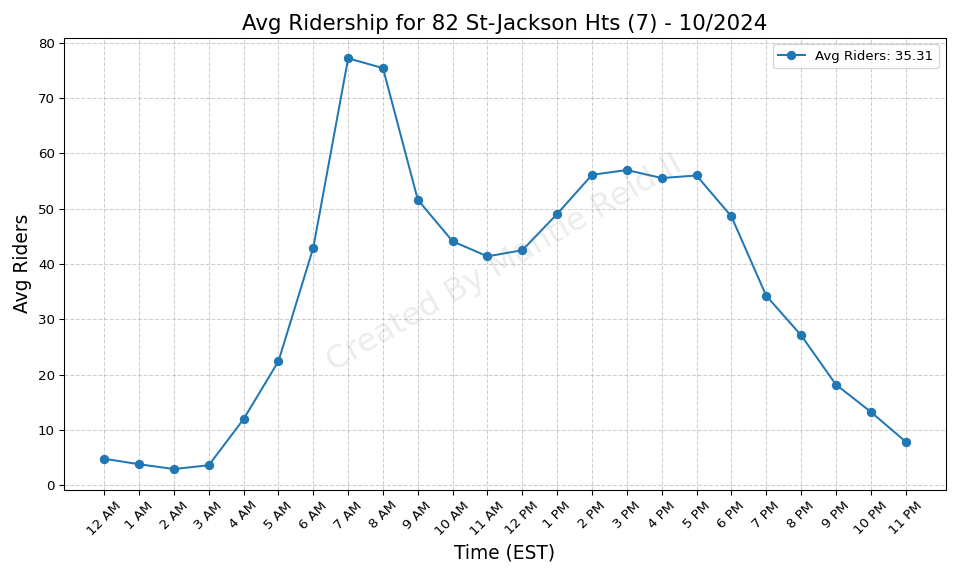 Avg Ridership for 82 St-Jackson Hts (7) - 10/2024
Avg Riders: 35.31
80
70
60
50
40
30
20
10
0
Avg Riders
Created By Mantle Reidull
12 AM
1 AM
2 AM
3 AM
4 AM
5 AM
6 AM
7 AM
8 AM
9 AM
10 AM
11 AM
12 PM
1 PM
2 PM
3 PM
4 PM
5 PM
6 PM
7 PM
8 PM
9 PM
10 PM
11 PM
Time (EST)